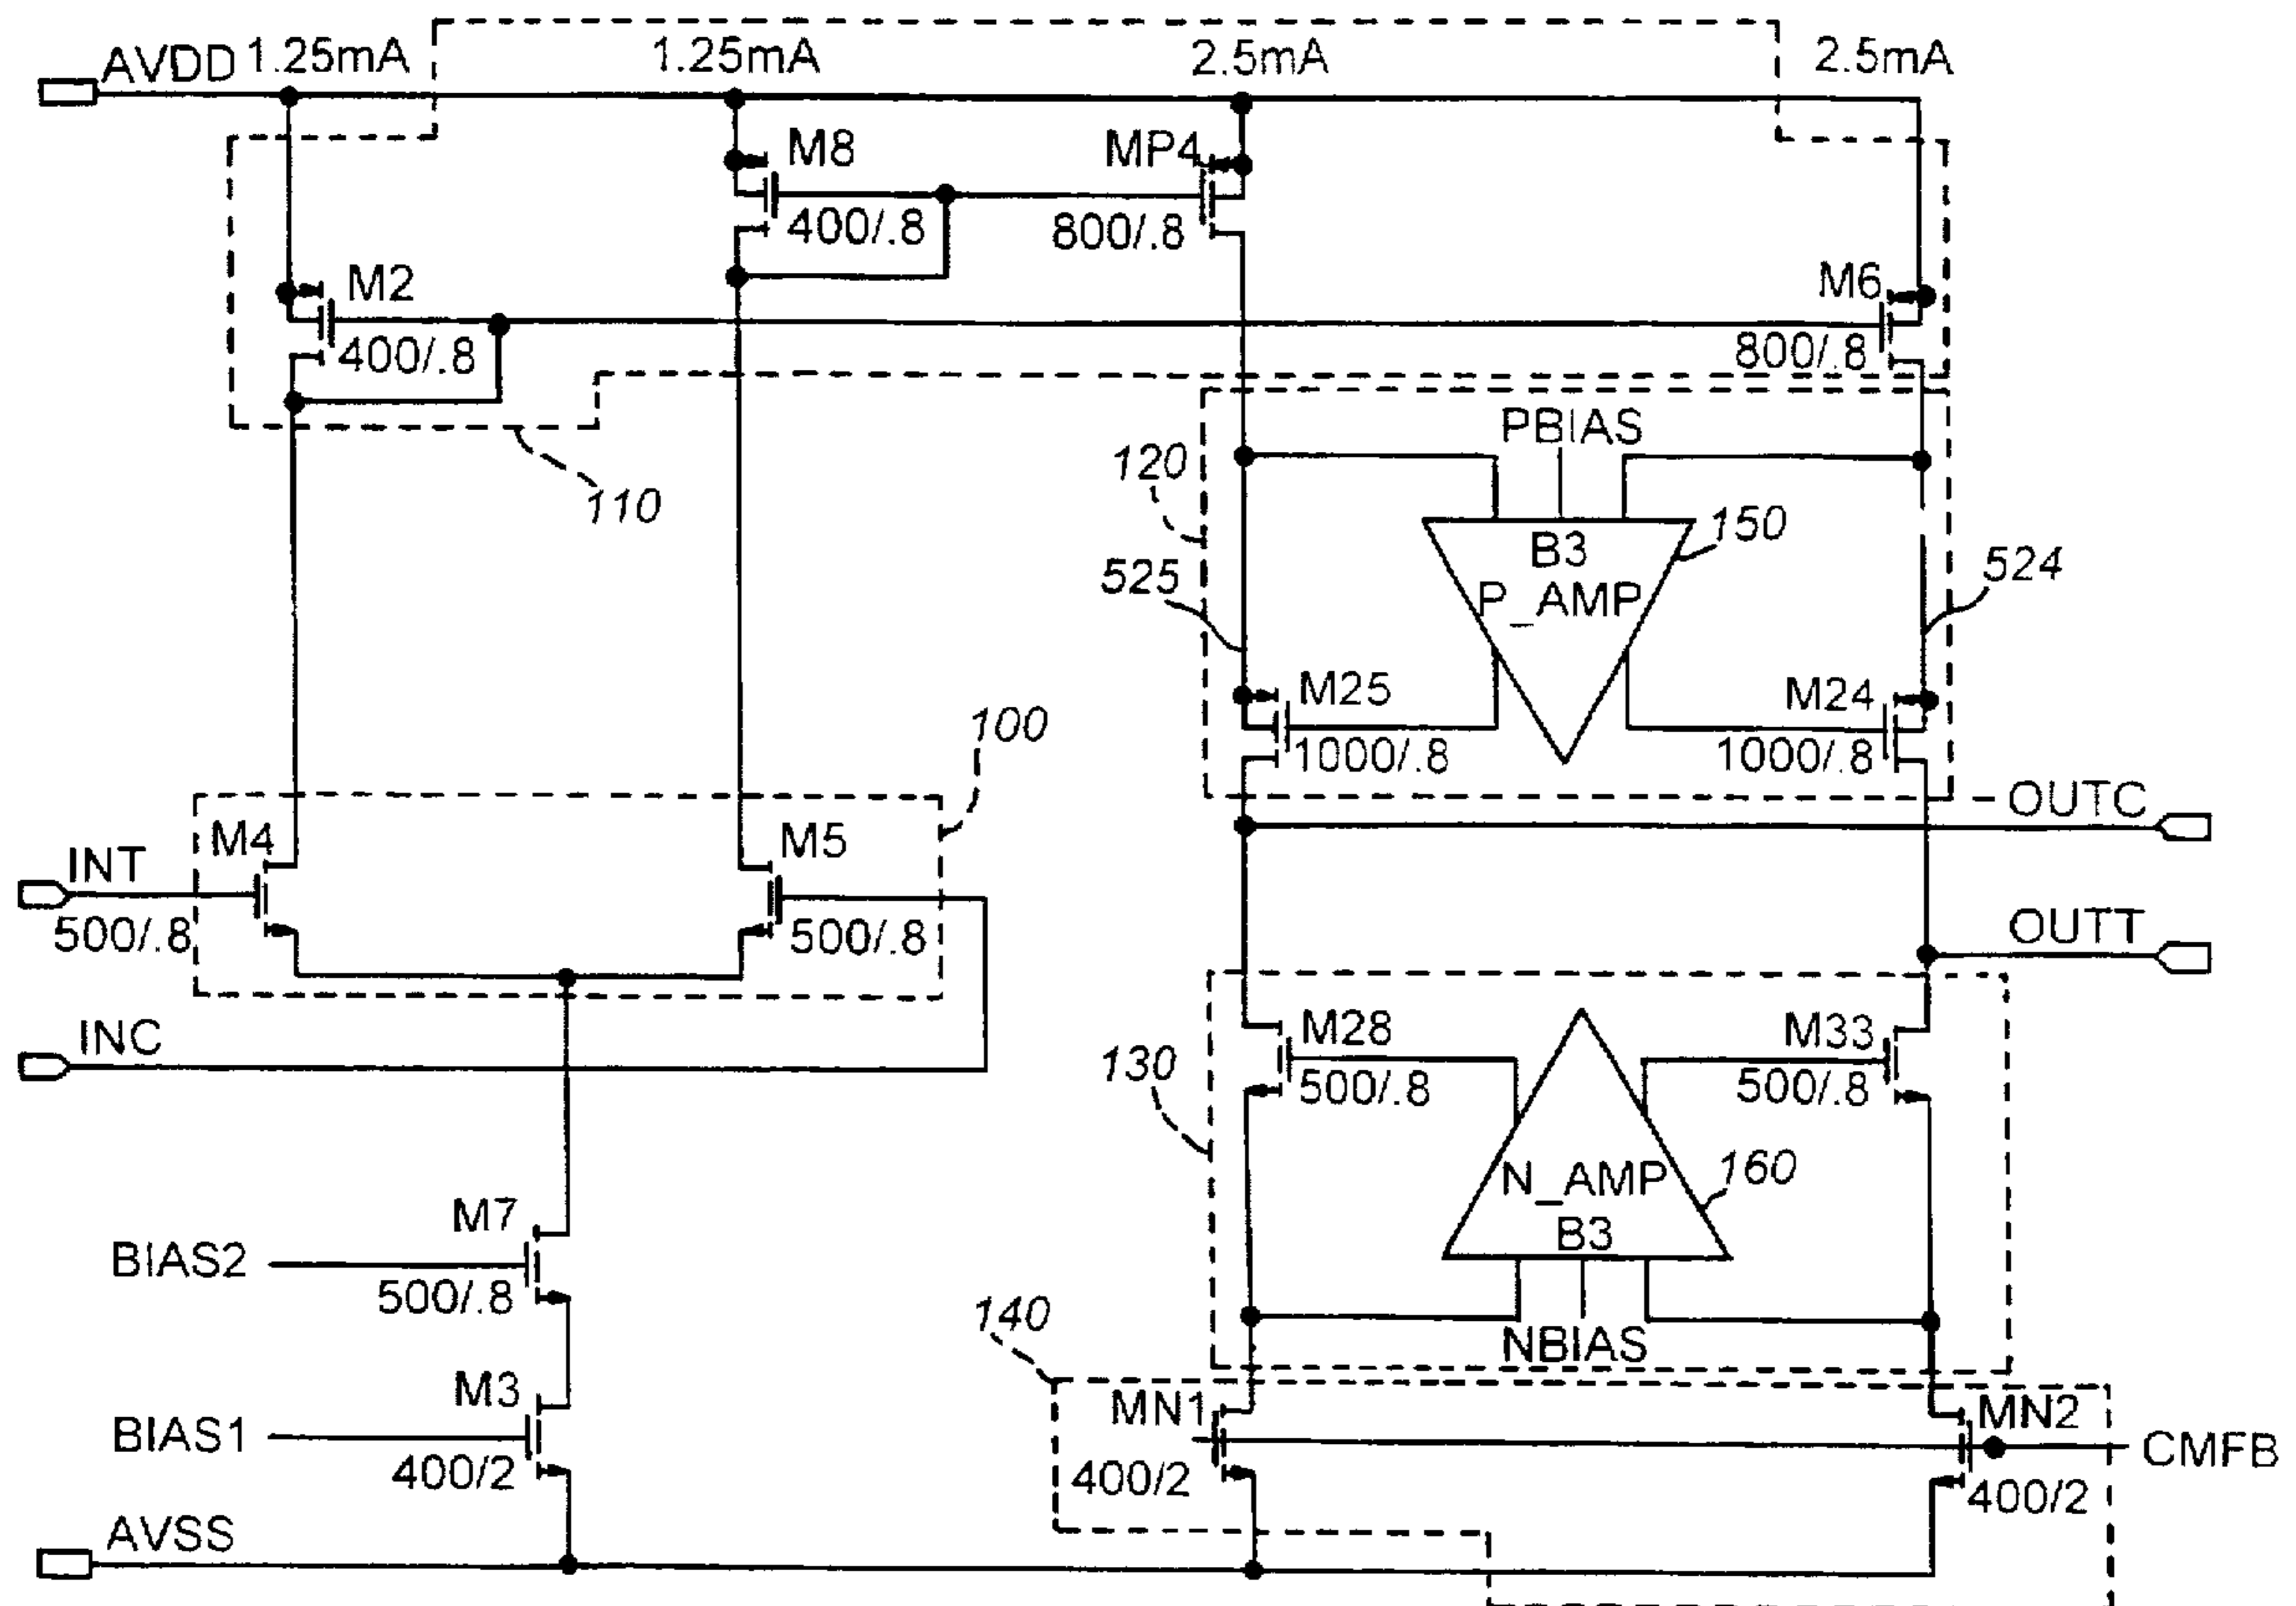 AVDD 1.25mA 1.25mA 2.5mA 2.5mA
M8 MP4
400/.8 800/.8
M2 M6
400/.8 800/.8
PBIAS
120
110
150
B3
P_AMP
525 524
M25 M24
1000/.8 1000/.8
100
OUTC
M4 M5
INT
500/.8 500/.8
OUTT
INC
M28 M33
500/.8 500/.8
130
N_AMP 160
B3
M7
BIAS2
500/.8
140
NBIAS
M3 MN1 MN2
BIAS1 CMFB
400/2 400/2 400/2
AVSS